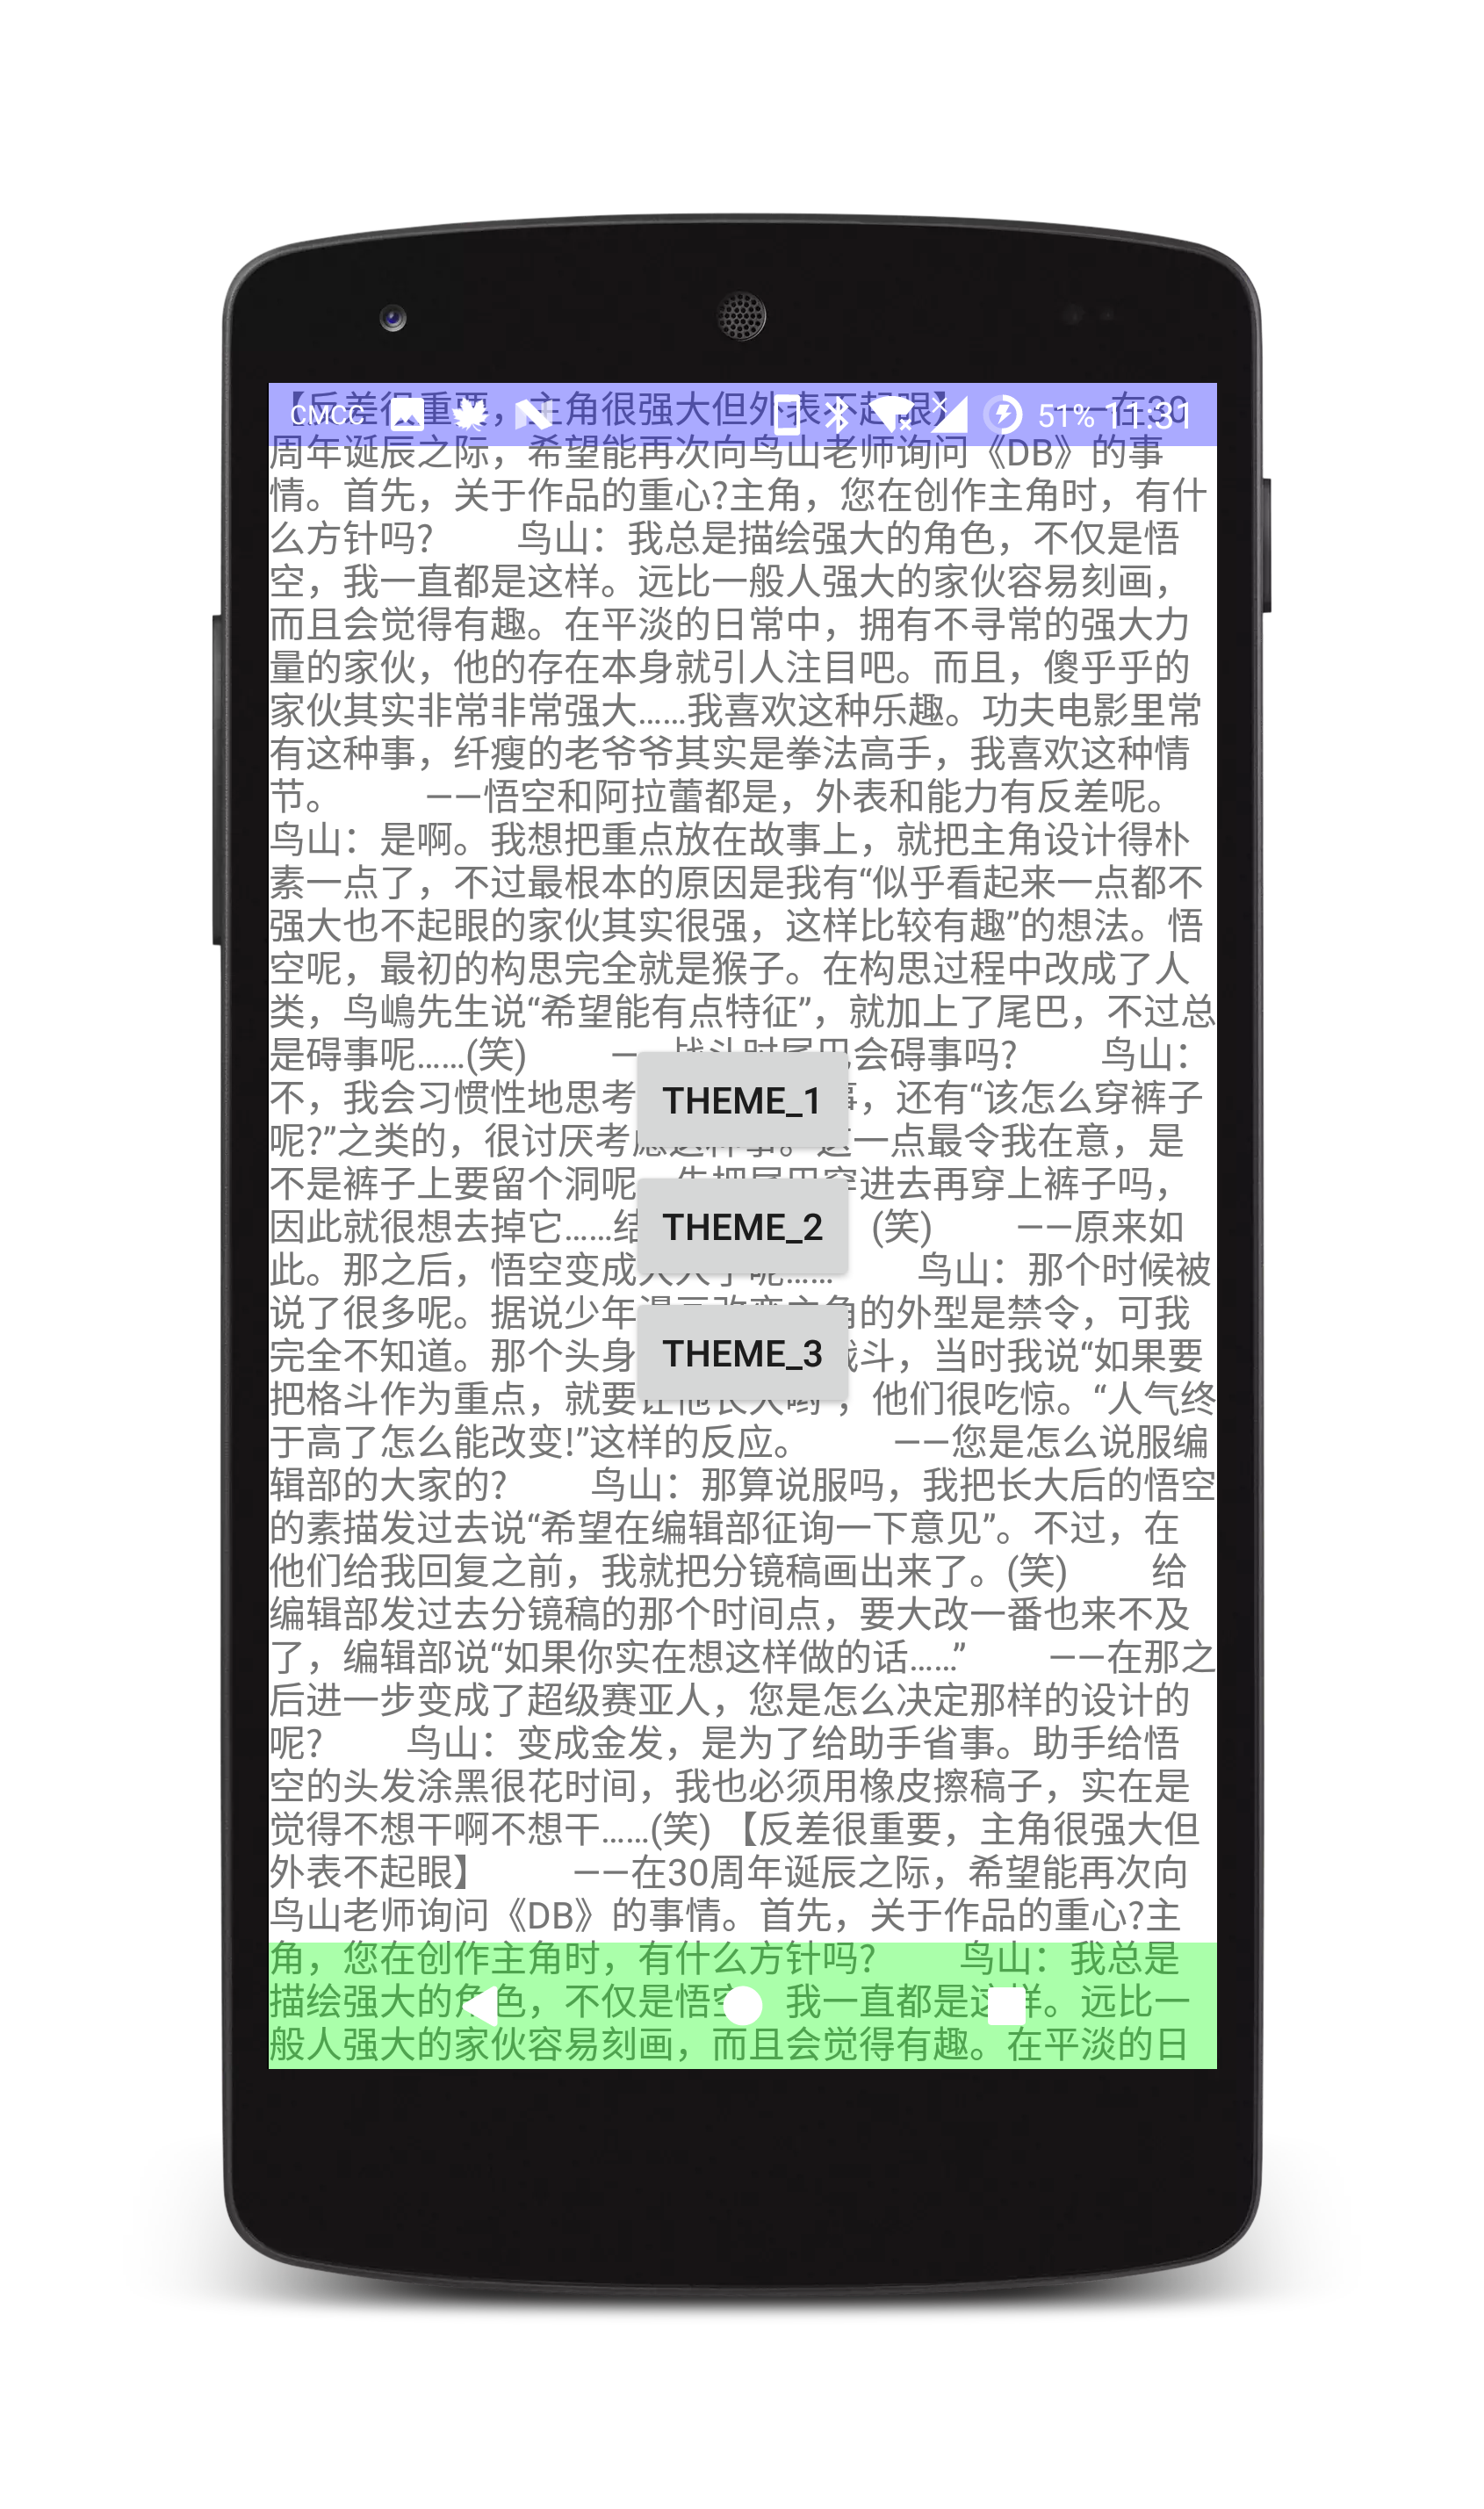 CMCC 51% 11:31
【反差很重要，主角很强大但外表不起眼】 ——在30
周年诞辰之际，希望能再次向鸟山老师询问《DB》的事
情。首先，关于作品的重心?主角，您在创作主角时，有什
么方针吗? 鸟山：我总是描绘强大的角色，不仅是悟
空，我一直都是这样。远比一般人强大的家伙容易刻画，
而且会觉得有趣。在平淡的日常中，拥有不寻常的强大力
量的家伙，他的存在本身就引人注目吧。而且，傻乎乎的
家伙其实非常非常强大……我喜欢这种乐趣。功夫电影里常
有这种事，纤瘦的老爷爷其实是拳法高手，我喜欢这种情
节。 ——悟空和阿拉蕾都是，外表和能力有反差呢。
鸟山：是啊。我想把重点放在故事上，就把主角设计得朴
素一点了，不过最根本的原因是我有“似乎看起来一点都不
强大也不起眼的家伙其实很强，这样比较有趣”的想法。悟
空呢，最初的构思完全就是猴子。在构思过程中改成了人
类，鸟嶋先生说“希望能有点特征”，就加上了尾巴，不过总
是碍事呢……(笑) —战斗时尾巴会碍事吗? 鸟山：
不，我会习惯性地思考 事，还有“该怎么穿裤子
THEME_1
呢?”之类的，很讨厌考虑这种事。这一点最令我在意，是
不是裤子上要留个洞呢，先把尾巴穿进去再穿上裤子吗，
因此就很想去掉它……结 (笑) ——原来如
THEME_2
此。那之后，悟空变成大人了呢…… 鸟山：那个时候被
说了很多呢。据说少年漫画改变主角的外型是禁令，可我
完全不知道。那个头身 战斗，当时我说“如果要
THEME_3
把格斗作为重点，就要让他长大哟”，他们很吃惊。“人气终
于高了怎么能改变!”这样的反应。 ——您是怎么说服编
辑部的大家的? 鸟山：那算说服吗，我把长大后的悟空
的素描发过去说“希望在编辑部征询一下意见”。不过，在
他们给我回复之前，我就把分镜稿画出来了。(笑) 给
编辑部发过去分镜稿的那个时间点，要大改一番也来不及
了，编辑部说“如果你实在想这样做的话……” ——在那之
后进一步变成了超级赛亚人，您是怎么决定那样的设计的
呢? 鸟山：变成金发，是为了给助手省事。助手给悟
空的头发涂黑很花时间，我也必须用橡皮擦稿子，实在是
觉得不想干啊不想干……(笑) 【反差很重要，主角很强大但
外表不起眼】 ——在30周年诞辰之际，希望能再次向
鸟山老师询问《DB》的事情。首先，关于作品的重心?主
角，您在创作主角时，有什么方针吗? 鸟山：我总是
描绘强大的角色，不仅是悟空，我一直都是这样。远比一
般人强大的家伙容易刻画，而且会觉得有趣。在平淡的日